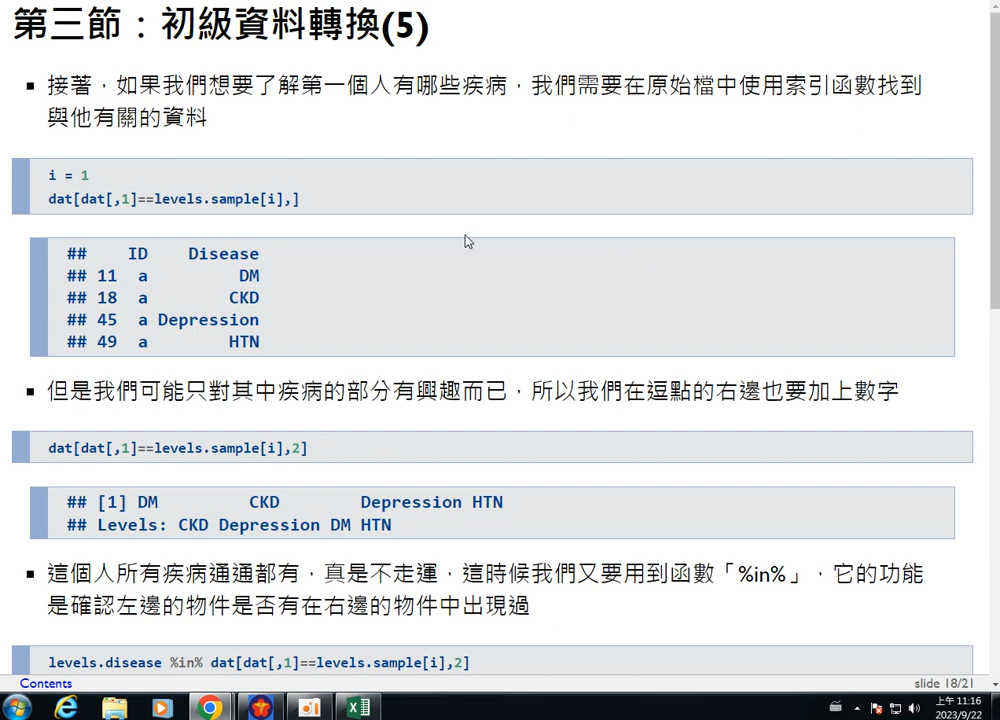 第三節：初級資料轉換(5)
接著，如果我們想要了解第一個人有哪些疾病，我們需要在原始檔中使用索引函數找到
與他有關的資料
i = 1
dat[dat[,1]==levels.sample[i],]
## ID Disease
## 11 a DM
## 18 a CKD
## 45 a Depression
## 49 a HTN
但是我們可能只對其中疾病的部分有興趣而已，所以我們在逗點的右邊也要加上數字
dat[dat[,1]==levels.sample[i],2]
## [1] DM CKD Depression HTN
## Levels: CKD Depression DM HTN
這個人所有疾病通通都有，真是不走運，這時候我們又要用到函數「%in%」，它的功能
是確認左邊的物件是否有在右邊的物件中出現過
levels.disease %in% dat[dat[,1]==levels.sample[i],2]
Contents
slide 18/21
上午 11:16
2023/9/22